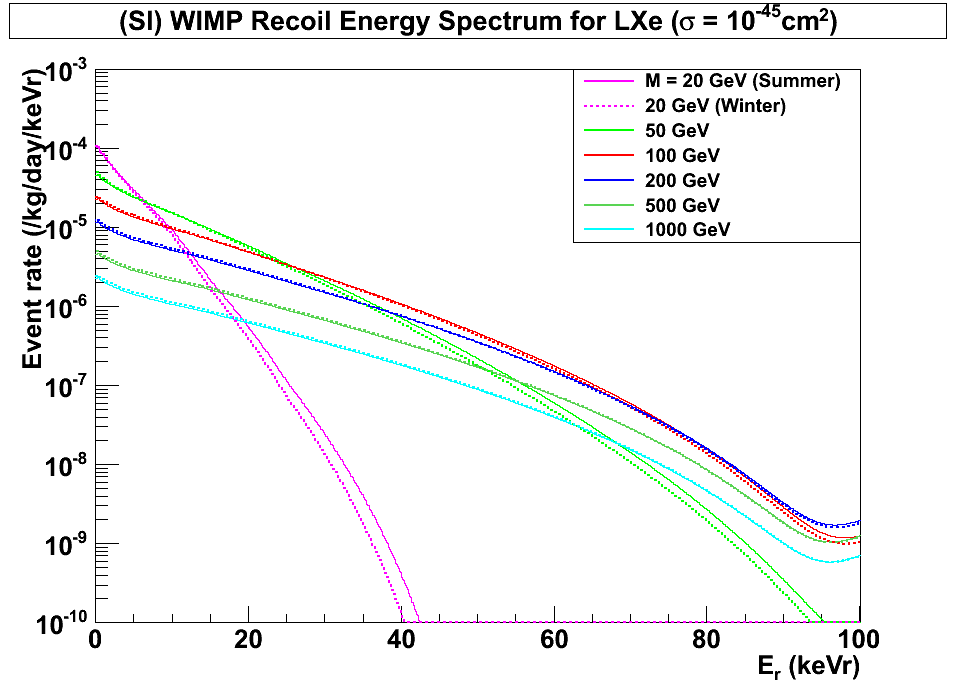 (SI) WIMP Recoil Energy Spectrum for LXe (σ = 10⁻⁴⁵cm²)
Event rate (/kg/day/keVr)
10⁻³
10⁻⁴
10⁻⁵
10⁻⁶
10⁻⁷
10⁻⁸
10⁻⁹
10⁻¹⁰
M = 20 GeV (Summer)
20 GeV (Winter)
50 GeV
100 GeV
200 GeV
500 GeV
1000 GeV
0 20 40 60 80 100
Eᵣ (keVr)